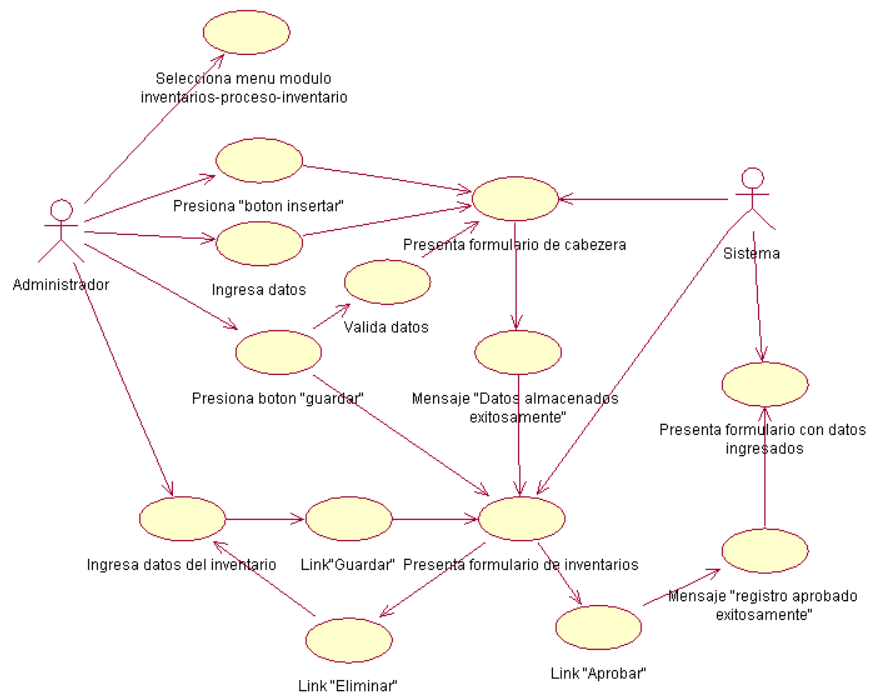 Selecciona menu modulo
inventarios-proceso-inventario
Presiona "boton insertar"
Presenta formulario de cabezera
Sistema
Administrador
Ingresa datos
Valida datos
Presiona boton "guardar"
Mensaje "Datos almacenados
exitosamente"
Presenta formulario con datos
ingresados
Ingresa datos del inventario
Link"Guardar"
Presenta formulario de inventarios
Mensaje "registro aprobado
exitosamente"
Link "Eliminar"
Link "Aprobar"